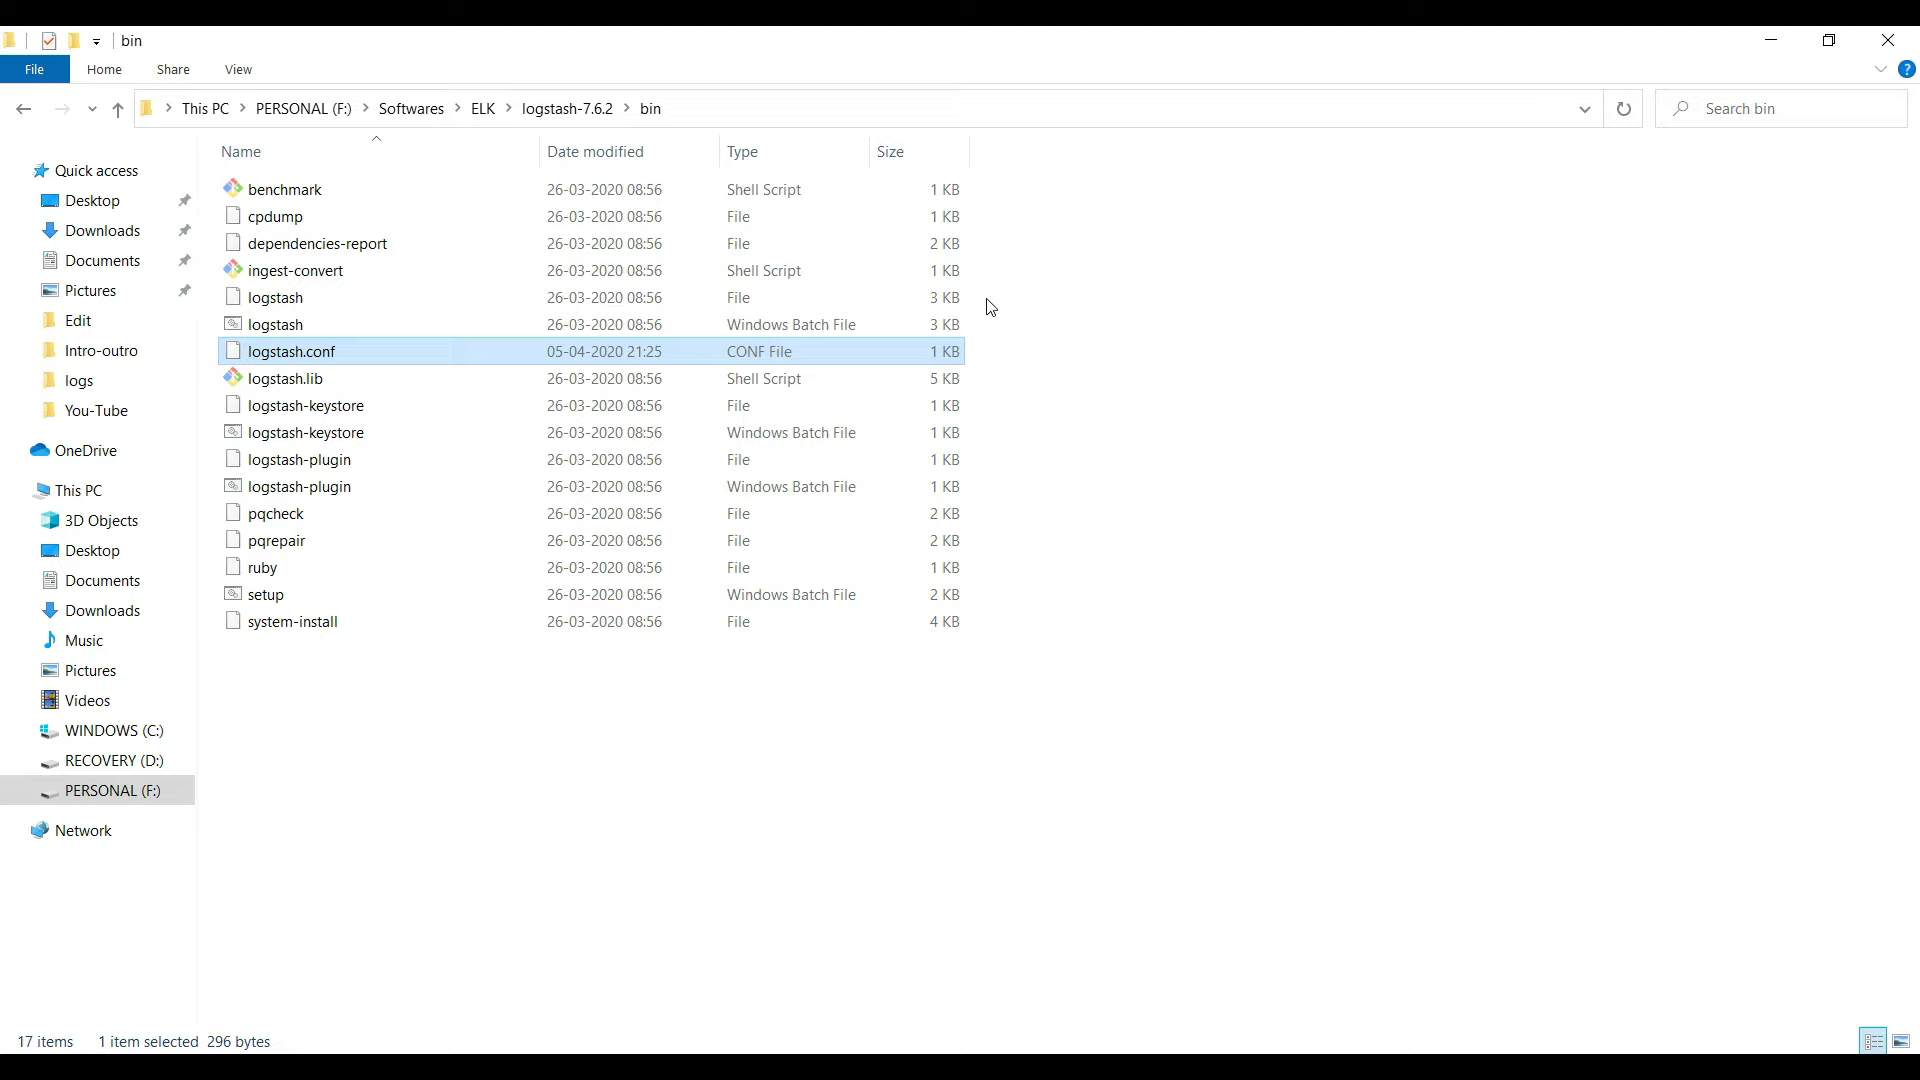 bin
File Home Share View
This PC PERSONAL (F:) Softwares ELK logstash-7.6.2 bin Search bin
Name Date modified Type Size
Quick access
Desktop
Downloads
Documents
Pictures
Edit
Intro-outro
logs
You-Tube
OneDrive
This PC
3D Objects
Desktop
Documents
Downloads
Music
Pictures
Videos
WINDOWS (C:)
RECOVERY (D:)
PERSONAL (F:)
Network
benchmark 26-03-2020 08:56 Shell Script 1 KB
cpdump 26-03-2020 08:56 File 1 KB
dependencies-report 26-03-2020 08:56 File 2 KB
ingest-convert 26-03-2020 08:56 Shell Script 1 KB
logstash 26-03-2020 08:56 File 3 KB
logstash 26-03-2020 08:56 Windows Batch File 3 KB
logstash.conf 05-04-2020 21:25 CONF File 1 KB
logstash.lib 26-03-2020 08:56 Shell Script 5 KB
logstash-keystore 26-03-2020 08:56 File 1 KB
logstash-keystore 26-03-2020 08:56 Windows Batch File 1 KB
logstash-plugin 26-03-2020 08:56 File 1 KB
logstash-plugin 26-03-2020 08:56 Windows Batch File 1 KB
pqcheck 26-03-2020 08:56 File 2 KB
pqrepair 26-03-2020 08:56 File 2 KB
ruby 26-03-2020 08:56 File 1 KB
setup 26-03-2020 08:56 Windows Batch File 2 KB
system-install 26-03-2020 08:56 File 4 KB
17 items 1 item selected 296 bytes